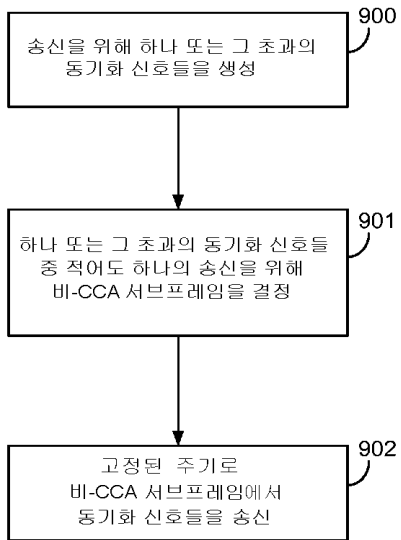 900
송신을 위해 하나 또는 그 초과의
동기화 신호들을 생성
901
하나 또는 그 초과의 동기화 신호들
중 적어도 하나의 송신을 위해
비-CCA 서브프레임을 결정
902
고정된 주기로
비-CCA 서브프레임에서
동기화 신호들을 송신